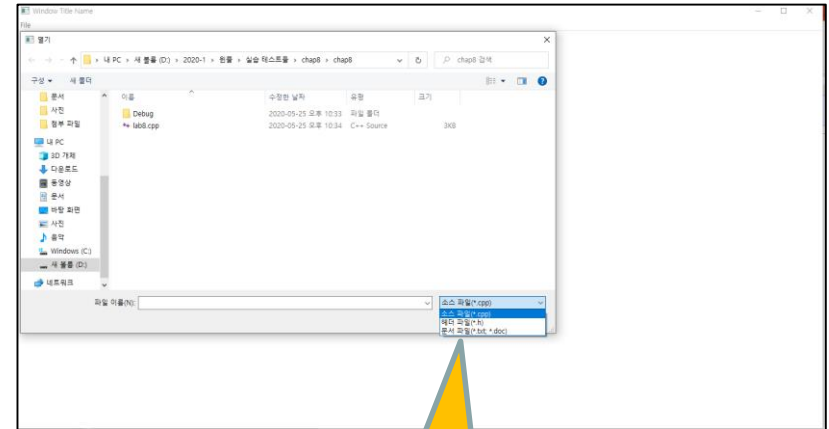 Window Title Name
File
열기
내 PC › 새 볼륨 (D:) › 2020-1 › 윈플 › 실습 테스트용 › chap8 › chap8
chap8 검색
구성 새 폴더
이름 수정한 날짜 유형 크기
문서
사진
첨부 파일
내 PC
3D 개체
다운로드
동영상
문서
바탕 화면
사진
음악
Windows (C:)
새 볼륨 (D:)
네트워크
Debug 2020-05-25 오후 10:33 파일 폴더
lab8.cpp 2020-05-25 오후 10:34 C++ Source 3KB
파일 이름(N):
소스 파일(*.cpp)
소스 파일(*.cpp)
헤더 파일(*.h)
문서 파일(*.txt; *.doc)